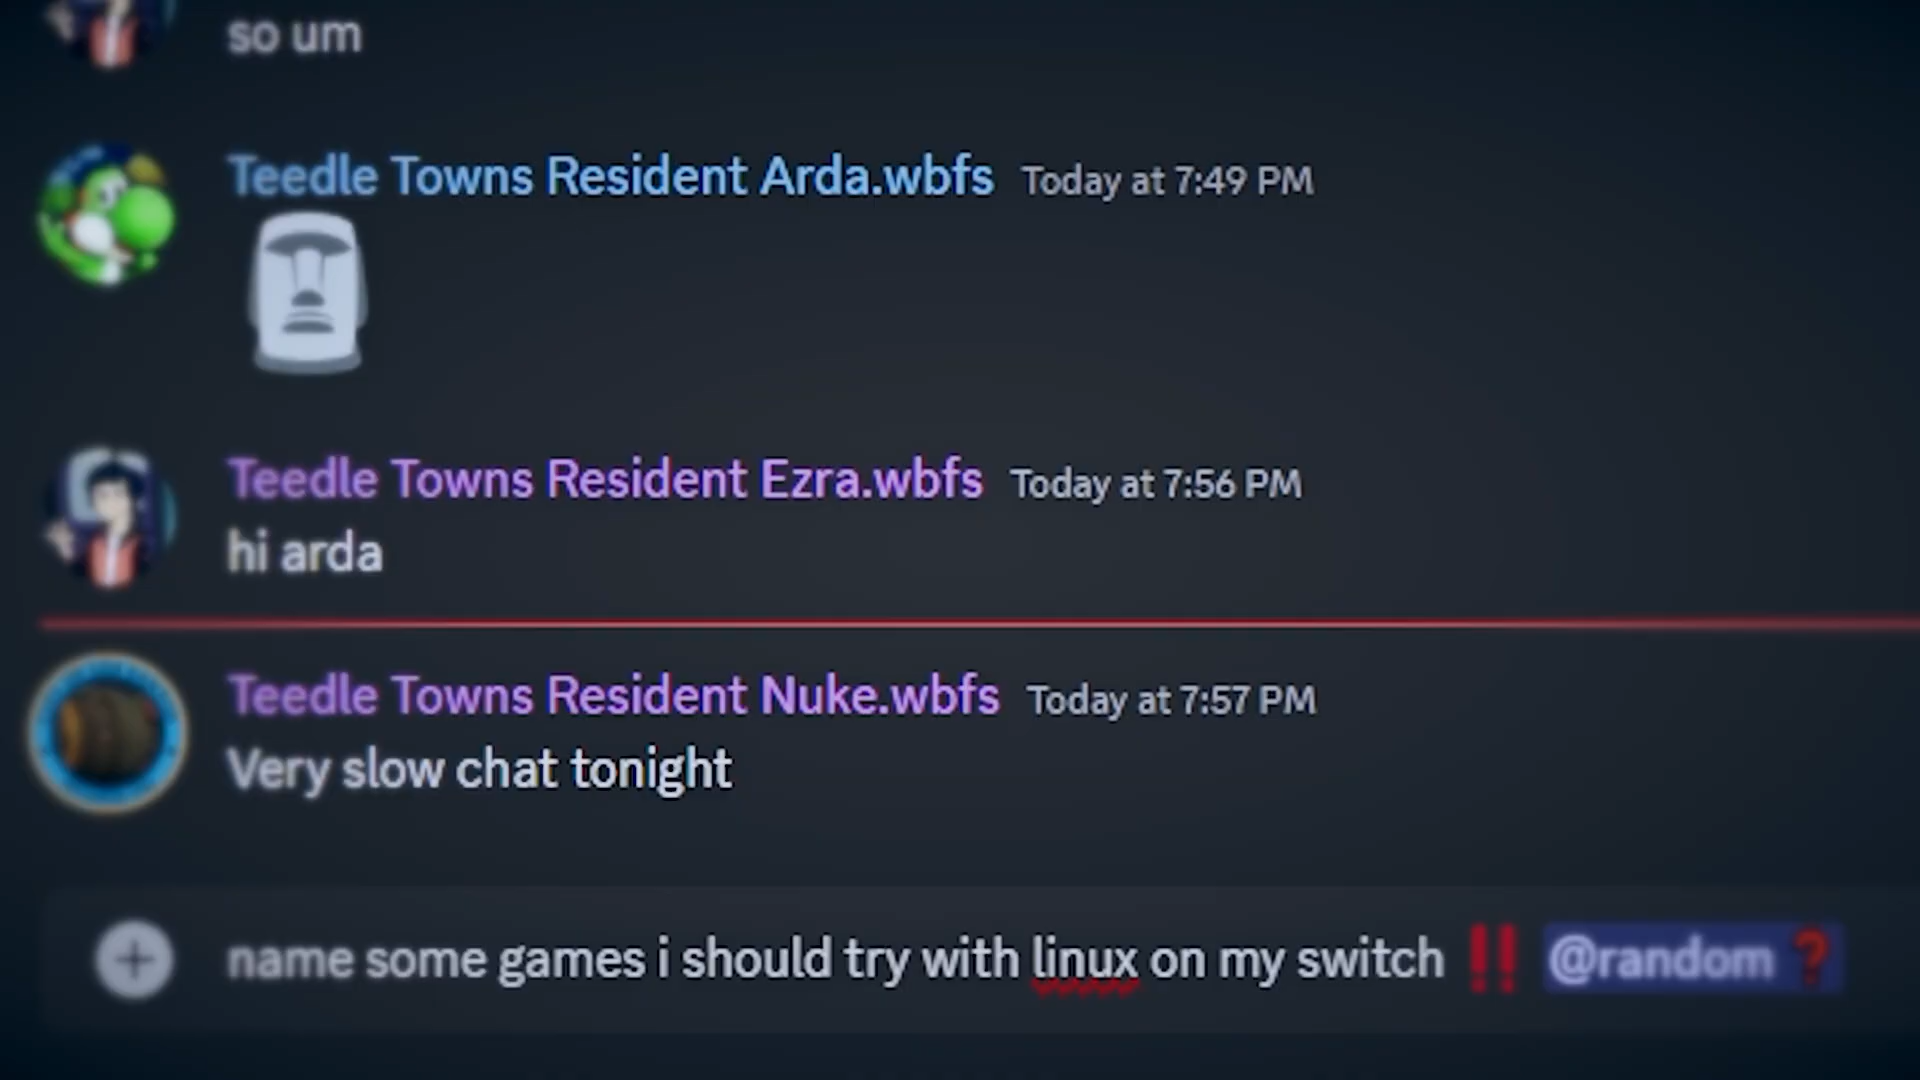 so um
Teedle Towns Resident Arda.wbfs Today at 7:49 PM
Teedle Towns Resident Ezra.wbfs Today at 7:56 PM
hi arda
Teedle Towns Resident Nuke.wbfs Today at 7:57 PM
Very slow chat tonight
name some games i should try with linux on my switch ‼ @random ❓